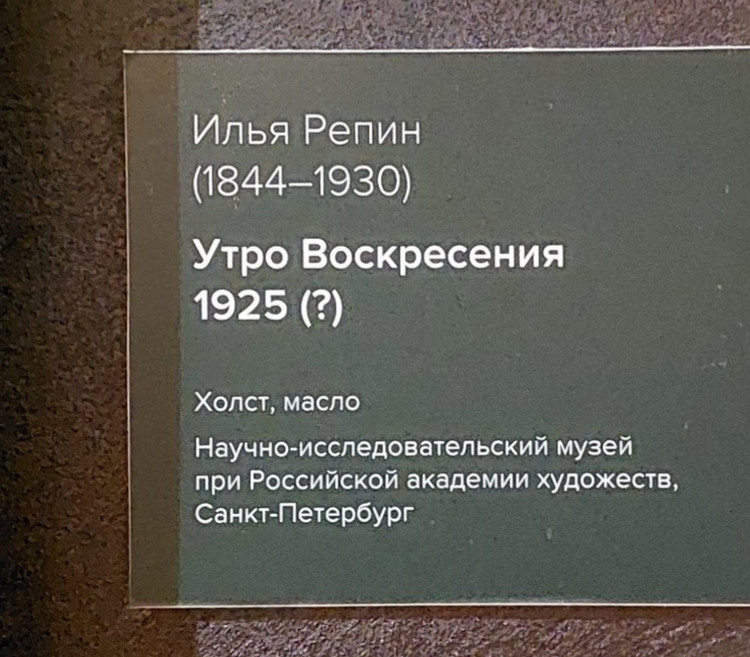 Илья Репин
(1844–1930)
Утро Воскресения
1925 (?)
Холст, масло
Научно-исследовательский музей
при Российской академии художеств,
Санкт-Петербург